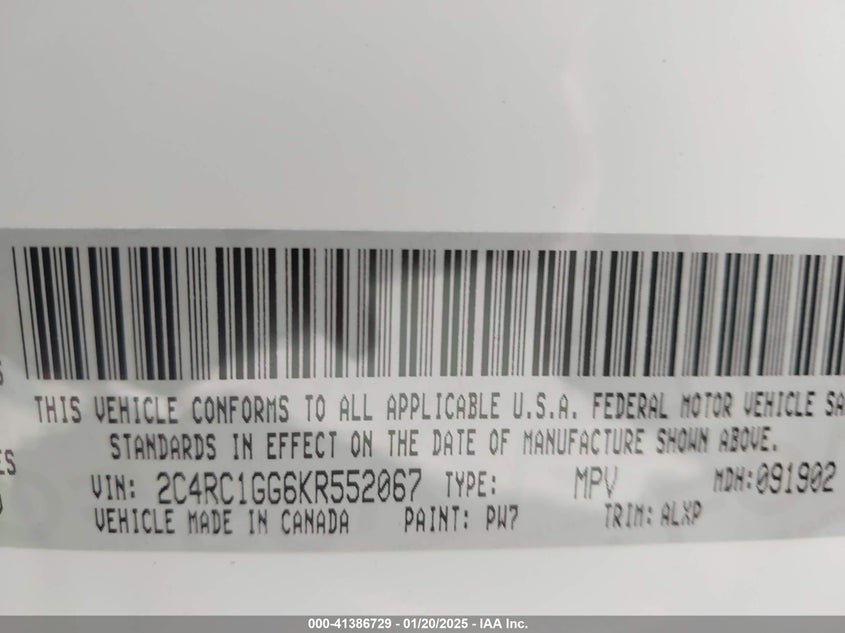 THIS VEHICLE CONFORMS TO ALL APPLICABLE U.S.A. FEDERAL MOTOR VEHICLE SA
STANDARDS IN EFFECT ON THE DATE OF MANUFACTURE SHOWN ABOVE.
VIN: 2C4RC1GG6KR552067 TYPE: MPV MDH:091902
VEHICLE MADE IN CANADA PAINT: PW7 TRIM: ALXP
000-41386729 - 01/20/2025 - IAA Inc.